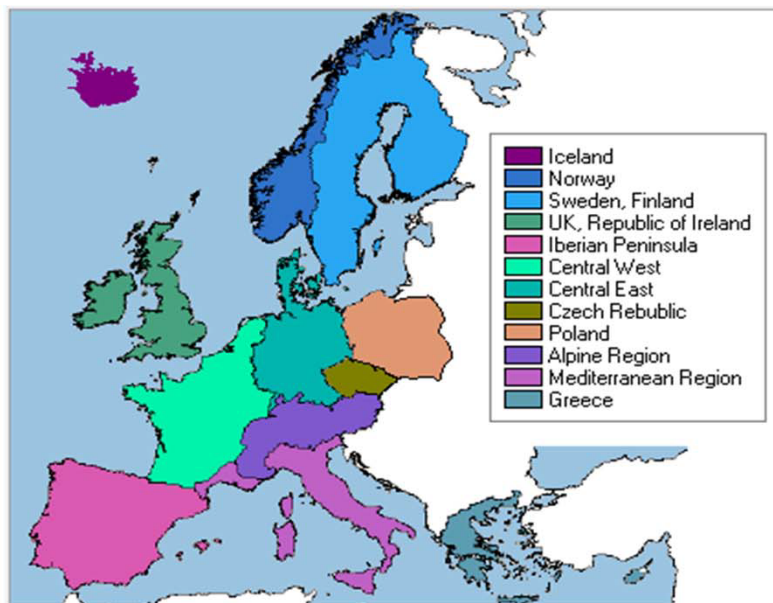 Iceland
Norway
Sweden, Finland
UK, Republic of Ireland
Iberian Peninsula
Central West
Central East
Czech Rebublic
Poland
Alpine Region
Mediterranean Region
Greece